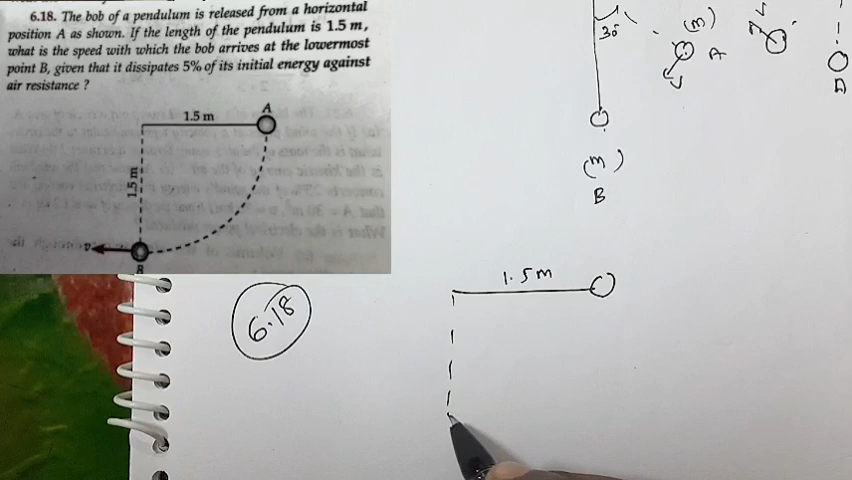 6.18. The bob of a pendulum is released from a horizontal
position A as shown. If the length of the pendulum is 1.5 m,
what is the speed with which the bob arrives at the lowermost
point B, given that it dissipates 5% of its initial energy against
air resistance ?
1.5 m
A
1.5 m
v
B
30°
(m)
A
v
v
(m)
B
A
6.18
1.5m